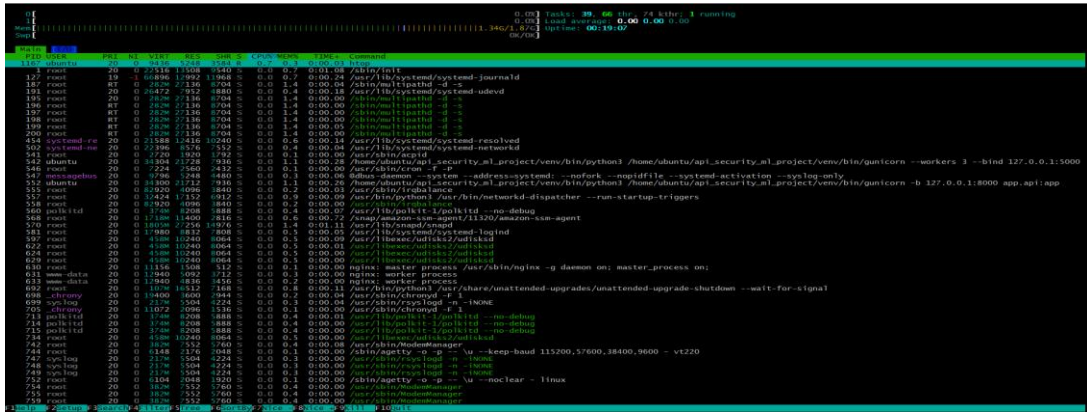 0[ 0.0%] Tasks: 39, 66 thr, 74 kthr; 1 running
1[ 0.0%] Load average: 0.00 0.00 0.00
Mem[ 1.34G/1.87G] Uptime: 00:19:07
Swp[ 0K/0K]
Main I/O
PID USER PRI NI VIRT RES SHR S CPU% MEM% TIME+ Command
1167 ubuntu 20 0 9436 5248 3584 R 0.7 0.3 0:00.03 htop
1 root 20 0 22516 13508 9540 S 0.0 0.7 0:01.08 /sbin/init
127 root 19 -1 66896 12992 11968 S 0.0 0.7 0:00.24 /usr/lib/systemd/systemd-journald
187 root RT 0 282M 27136 8704 S 0.0 1.4 0:00.04 /sbin/multipathd -d -s
191 root 20 0 26472 7952 4880 S 0.0 0.4 0:00.18 /usr/lib/systemd/systemd-udevd
195 root 20 0 282M 27136 8704 S 0.0 1.4 0:00.00 /sbin/multipathd -d -s
196 root RT 0 282M 27136 8704 S 0.0 1.4 0:00.00 /sbin/multipathd -d -s
197 root RT 0 282M 27136 8704 S 0.0 1.4 0:00.00 /sbin/multipathd -d -s
198 root RT 0 282M 27136 8704 S 0.0 1.4 0:00.00 /sbin/multipathd -d -s
199 root RT 0 282M 27136 8704 S 0.0 1.4 0:00.05 /sbin/multipathd -d -s
200 root RT 0 282M 27136 8704 S 0.0 1.4 0:00.00 /sbin/multipathd -d -s
454 systemd-re 20 0 21588 12416 10240 S 0.0 0.6 0:00.14 /usr/lib/systemd/systemd-resolved
502 systemd-ne 20 0 22396 8576 7552 S 0.0 0.4 0:00.04 /usr/lib/systemd/systemd-networkd
541 root 20 0 2720 1920 1792 S 0.0 0.1 0:00.00 /usr/sbin/acpid
542 ubuntu 20 0 34304 21728 7936 S 0.0 1.1 0:00.28 /home/ubuntu/api_security_ml_project/venv/bin/python3 /home/ubuntu/api_security_ml_project/venv/bin/gunicorn --workers 3 --bind 127.0.0.1:5000
546 root 20 0 7224 2560 2432 S 0.0 0.1 0:00.00 /usr/sbin/cron -f -P
547 messagebus 20 0 9796 5248 4480 S 0.0 0.3 0:00.06 @dbus-daemon --system --address=systemd: --nofork --nopidfile --systemd-activation --syslog-only
552 ubuntu 20 0 34300 21712 7936 S 0.0 1.1 0:00.26 /home/ubuntu/api_security_ml_project/venv/bin/python3 /home/ubuntu/api_security_ml_project/venv/bin/gunicorn -b 127.0.0.1:8000 app.api:app
555 root 20 0 82920 4096 3840 S 0.0 0.2 0:00.03 /usr/sbin/irqbalance
557 root 20 0 32424 17152 6912 S 0.0 0.9 0:00.09 /usr/bin/python3 /usr/bin/networkd-dispatcher --run-startup-triggers
558 root 20 0 82920 4096 3840 S 0.0 0.2 0:00.00 /usr/sbin/irqbalance
560 polkitd 20 0 374M 8208 5888 S 0.0 0.4 0:00.07 /usr/lib/polkit-1/polkitd --no-debug
568 root 20 0 1718M 11400 2816 S 0.0 0.6 0:00.72 /snap/amazon-ssm-agent/11320/amazon-ssm-agent
570 root 20 0 1805M 27256 14976 S 0.0 1.4 0:01.11 /usr/lib/snapd/snapd
581 root 20 0 17980 8832 7808 S 0.0 0.5 0:00.05 /usr/lib/systemd/systemd-logind
597 root 20 0 458M 10240 8064 S 0.0 0.5 0:00.09 /usr/libexec/udisks2/udisksd
622 root 20 0 458M 10240 8064 S 0.0 0.5 0:00.01 /usr/libexec/udisks2/udisksd
624 root 20 0 458M 10240 8064 S 0.0 0.5 0:00.00 /usr/libexec/udisks2/udisksd
629 root 20 0 458M 10240 8064 S 0.0 0.5 0:00.00 /usr/libexec/udisks2/udisksd
630 root 20 0 11156 1508 512 S 0.0 0.1 0:00.00 nginx: master process /usr/sbin/nginx -g daemon on; master_process on;
631 www-data 20 0 12940 5092 3712 S 0.0 0.3 0:00.00 nginx: worker process
633 www-data 20 0 12940 4836 3456 S 0.0 0.2 0:00.00 nginx: worker process
692 root 20 0 107M 16512 7168 S 0.0 0.8 0:00.11 /usr/bin/python3 /usr/share/unattended-upgrades/unattended-upgrade-shutdown --wait-for-signal
698 _chrony 20 0 19400 3600 2944 S 0.0 0.2 0:00.04 /usr/sbin/chronyd -F 1
699 syslog 20 0 217M 5504 4224 S 0.0 0.3 0:00.04 /usr/sbin/rsyslogd -n -iNONE
705 _chrony 20 0 11072 2096 1536 S 0.0 0.1 0:00.00 /usr/sbin/chronyd -F 1
713 polkitd 20 0 374M 8208 5888 S 0.0 0.4 0:00.01 /usr/lib/polkit-1/polkitd --no-debug
714 polkitd 20 0 374M 8208 5888 S 0.0 0.4 0:00.00 /usr/lib/polkit-1/polkitd --no-debug
715 polkitd 20 0 374M 8208 5888 S 0.0 0.4 0:00.00 /usr/lib/polkit-1/polkitd --no-debug
734 root 20 0 458M 10240 8064 S 0.0 0.5 0:00.00 /usr/libexec/udisks2/udisksd
742 root 20 0 382M 7552 5760 S 0.0 0.4 0:00.08 /usr/sbin/ModemManager
744 root 20 0 6148 2176 2048 S 0.0 0.1 0:00.00 /sbin/agetty -o -p -- \u --keep-baud 115200,57600,38400,9600 - vt220
747 syslog 20 0 217M 5504 4224 S 0.0 0.3 0:00.00 /usr/sbin/rsyslogd -n -iNONE
748 syslog 20 0 217M 5504 4224 S 0.0 0.3 0:00.00 /usr/sbin/rsyslogd -n -iNONE
749 syslog 20 0 217M 5504 4224 S 0.0 0.3 0:00.00 /usr/sbin/rsyslogd -n -iNONE
752 root 20 0 6104 2048 1920 S 0.0 0.1 0:00.00 /sbin/agetty -o -p -- \u --noclear - linux
754 root 20 0 382M 7552 5760 S 0.0 0.4 0:00.00 /usr/sbin/ModemManager
755 root 20 0 382M 7552 5760 S 0.0 0.4 0:00.00 /usr/sbin/ModemManager
759 root 20 0 382M 7552 5760 S 0.0 0.4 0:00.00 /usr/sbin/ModemManager
F1Help F2Setup F3Search F4Filter F5Tree F6SortBy F7Nice - F8Nice + F9Kill F10Quit